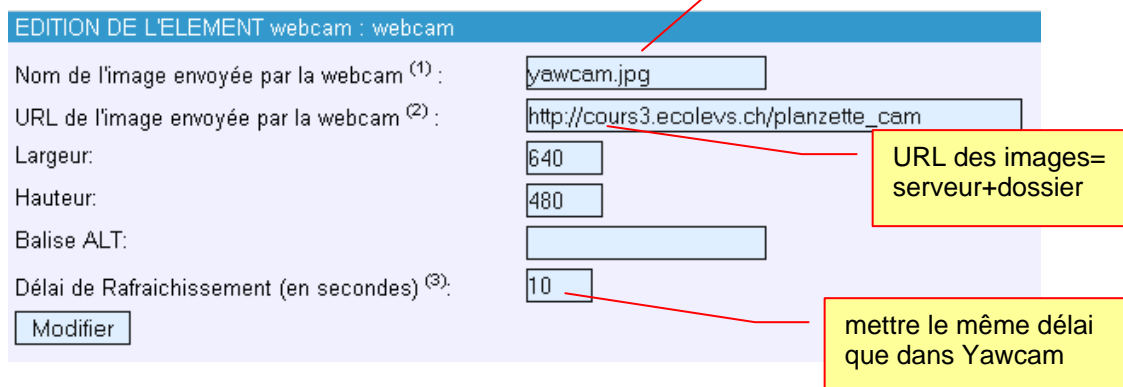 EDITION DE L'ELEMENT webcam : webcam
Nom de l'image envoyée par la webcam (1) : yawcam.jpg
URL de l'image envoyée par la webcam (2) : http://cours3.ecolevs.ch/planzette_cam
URL des images=
serveur+dossier
Largeur: 640
Hauteur: 480
Balise ALT:
Délai de Rafraichissement (en secondes) (3): 10
mettre le même délai
que dans Yawcam
Modifier